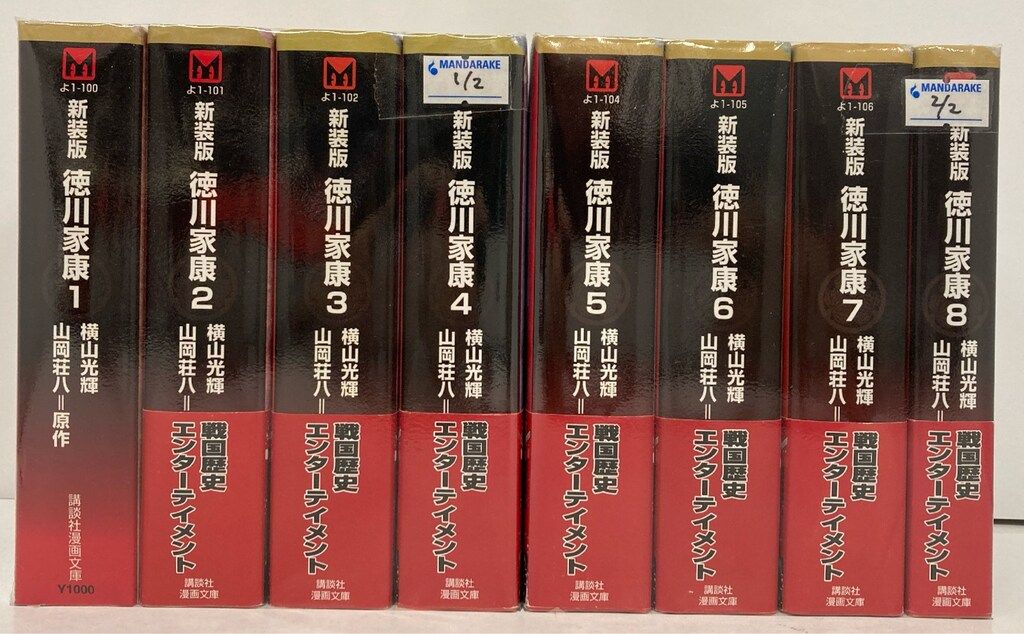 よ1-100
新装版 徳川家康 1
横山光輝
山岡荘八=原作
講談社漫画文庫
Y1000
よ1-101
新装版 徳川家康 2
横山光輝
山岡荘八=
戦国歴史
エンターテイメント
講談社
漫画文庫
よ1-102
新装版 徳川家康 3
横山光輝
山岡荘八=
戦国歴史
エンターテイメント
講談社
漫画文庫
MANDARAKE
1/2
新装版 徳川家康 4
横山光輝
山岡荘八=
戦国歴史
エンターテイメント
講談社
漫画文庫
よ1-104
新装版 徳川家康 5
横山光輝
山岡荘八=
戦国歴史
エンターテイメント
講談社
漫画文庫
よ1-105
新装版 徳川家康 6
横山光輝
山岡荘八=
戦国歴史
エンターテイメント
講談社
漫画文庫
よ1-106
新装版 徳川家康 7
横山光輝
山岡荘八=
戦国歴史
エンターテイメント
講談社
漫画文庫
MANDARAKE
2/2
新装版 徳川家康 8
横山光輝
山岡荘八=
戦国歴史
エンターテイメント
講談社
漫画文庫